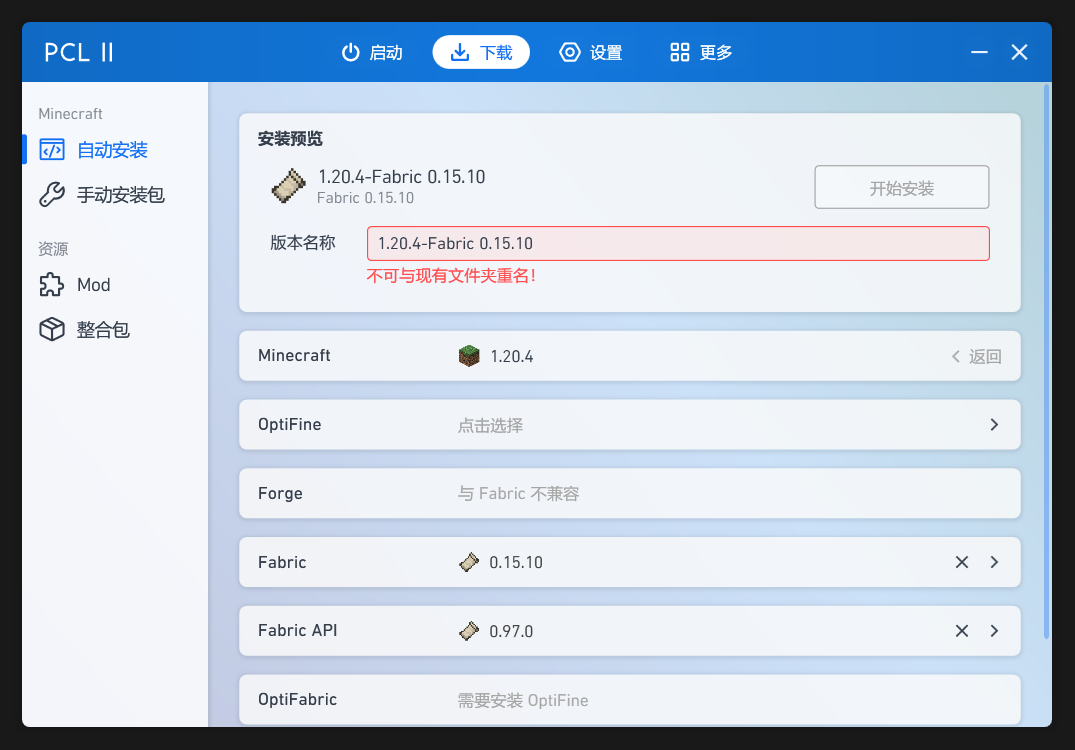 PCL II
启动 下载 设置 更多
Minecraft
自动安装
手动安装包
资源
Mod
整合包
安装预览
1.20.4-Fabric 0.15.10
Fabric 0.15.10
开始安装
版本名称 1.20.4-Fabric 0.15.10
不可与现有文件夹重名!
Minecraft 1.20.4 返回
OptiFine 点击选择
Forge 与 Fabric 不兼容
Fabric 0.15.10
Fabric API 0.97.0
OptiFabric 需要安装 OptiFine